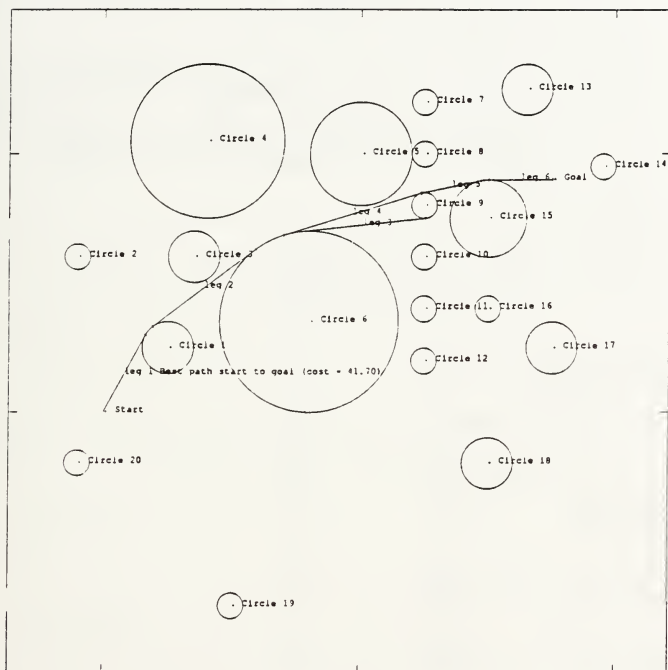 Circle 13
Circle 7
Circle 4
Circle 5
Circle 8
Circle 14
leg 6
Goal
leg 5
Circle 9
leg 4
Circle 15
leg 3
Circle 2
Circle 3
Circle 10
leg 2
Circle 11
Circle 16
Circle 6
Circle 1
Circle 17
Circle 12
leg 1 Best path start to goal (cost = 41.70)
Start
Circle 20
Circle 18
Circle 19